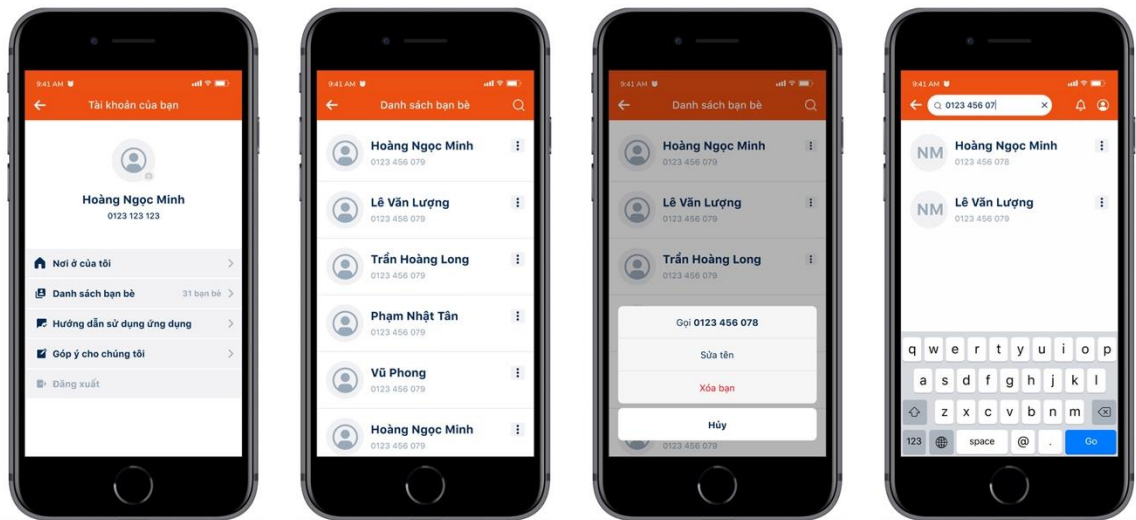 9:41 AM
Tài khoản của bạn
Hoàng Ngọc Minh
0123 123 123
Nơi ở của tôi
Danh sách bạn bè 31 bạn bè
Hướng dẫn sử dụng ứng dụng
Góp ý cho chúng tôi
Đăng xuất
9:41 AM
Danh sách bạn bè
Hoàng Ngọc Minh
0123 456 079
Lê Văn Lượng
0123 456 079
Trần Hoàng Long
0123 456 079
Phạm Nhật Tân
0123 456 079
Vũ Phong
0123 456 079
Hoàng Ngọc Minh
0123 456 079
9:41 AM
Danh sách bạn bè
Hoàng Ngọc Minh
0123 456 079
Lê Văn Lượng
0123 456 079
Trần Hoàng Long
0123 456 079
Gọi 0123 456 078
Sửa tên
Xóa bạn
Hủy
0123 456 079
9:41 AM
0123 456 07
NM Hoàng Ngọc Minh
0123 456 078
NM Lê Văn Lượng
0123 456 079
q w e r t y u i o p
a s d f g h j k l
z x c v b n m
123 space @ . Go